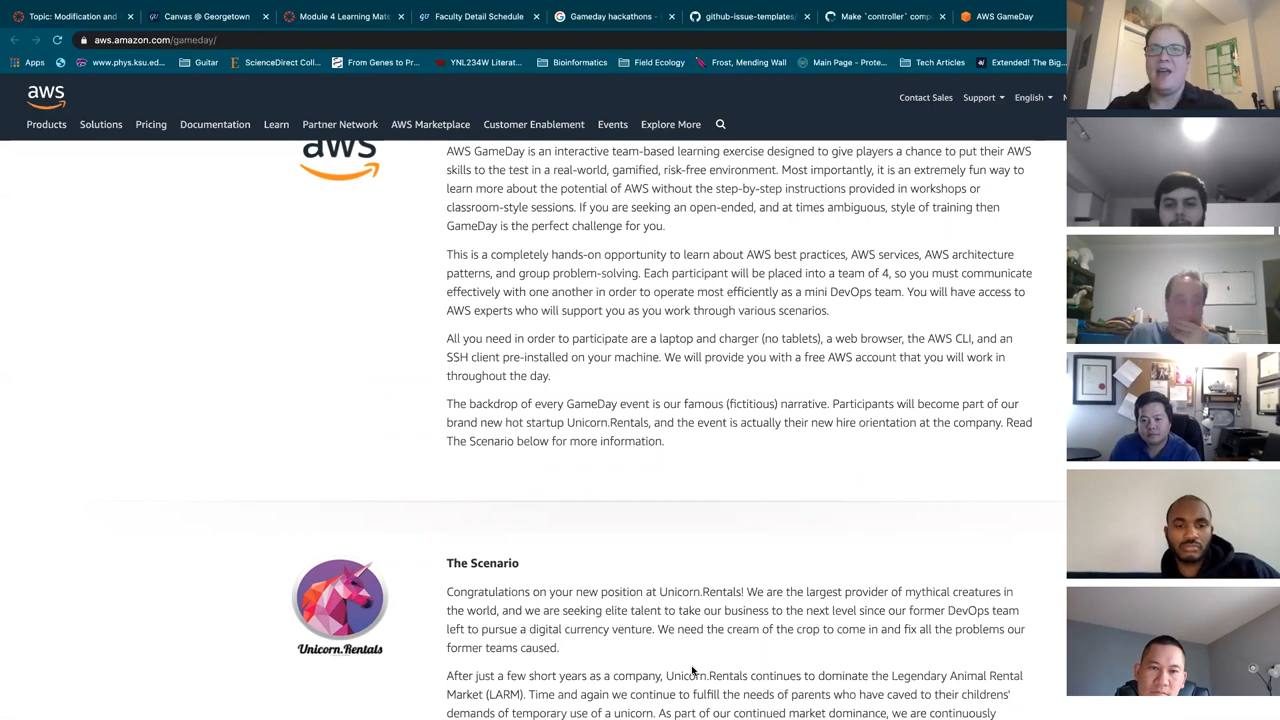 Topic: Modification and
Canvas @ Georgetown
Module 4 Learning Mat
Faculty Detail Schedule
Gameday hackathons -
github-issue-templates/
Make `controller` comp
AWS GameDay
aws.amazon.com/gameday/
Apps
www.phys.ksu.ed...
Guitar
ScienceDirect Coll...
From Genes to Pr...
YNL234W Literat...
Bioinformatics
Field Ecology
Frost, Mending Wall
Main Page - Prote...
Tech Articles
Extended! The Big...
aws
Contact Sales
Support
English
M
Products
Solutions
Pricing
Documentation
Learn
Partner Network
AWS Marketplace
Customer Enablement
Events
Explore More
aws
AWS GameDay is an interactive team-based learning exercise designed to give players a chance to put their AWS
skills to the test in a real-world, gamified, risk-free environment. Most importantly, it is an extremely fun way to
learn more about the potential of AWS without the step-by-step instructions provided in workshops or
classroom-style sessions. If you are seeking an open-ended, and at times ambiguous, style of training then
GameDay is the perfect challenge for you.
This is a completely hands-on opportunity to learn about AWS best practices, AWS services, AWS architecture
patterns, and group problem-solving. Each participant will be placed into a team of 4, so you must communicate
effectively with one another in order to operate most efficiently as a mini DevOps team. You will have access to
AWS experts who will support you as you work through various scenarios.
All you need in order to participate are a laptop and charger (no tablets), a web browser, the AWS CLI, and an
SSH client pre-installed on your machine. We will provide you with a free AWS account that you will work in
throughout the day.
The backdrop of every GameDay event is our famous (fictitious) narrative. Participants will become part of our
brand new hot startup Unicorn.Rentals, and the event is actually their new hire orientation at the company. Read
The Scenario below for more information.
Unicorn.Rentals
The Scenario
Congratulations on your new position at Unicorn.Rentals! We are the largest provider of mythical creatures in
the world, and we are seeking elite talent to take our business to the next level since our former DevOps team
left to pursue a digital currency venture. We need the cream of the crop to come in and fix all the problems our
former teams caused.
After just a few short years as a company, Unicorn.Rentals continues to dominate the Legendary Animal Rental
Market (LARM). Time and again we continue to fulfill the needs of parents who have caved to their childrens'
demands of temporary use of a unicorn. As part of our continued market dominance, we are continuously